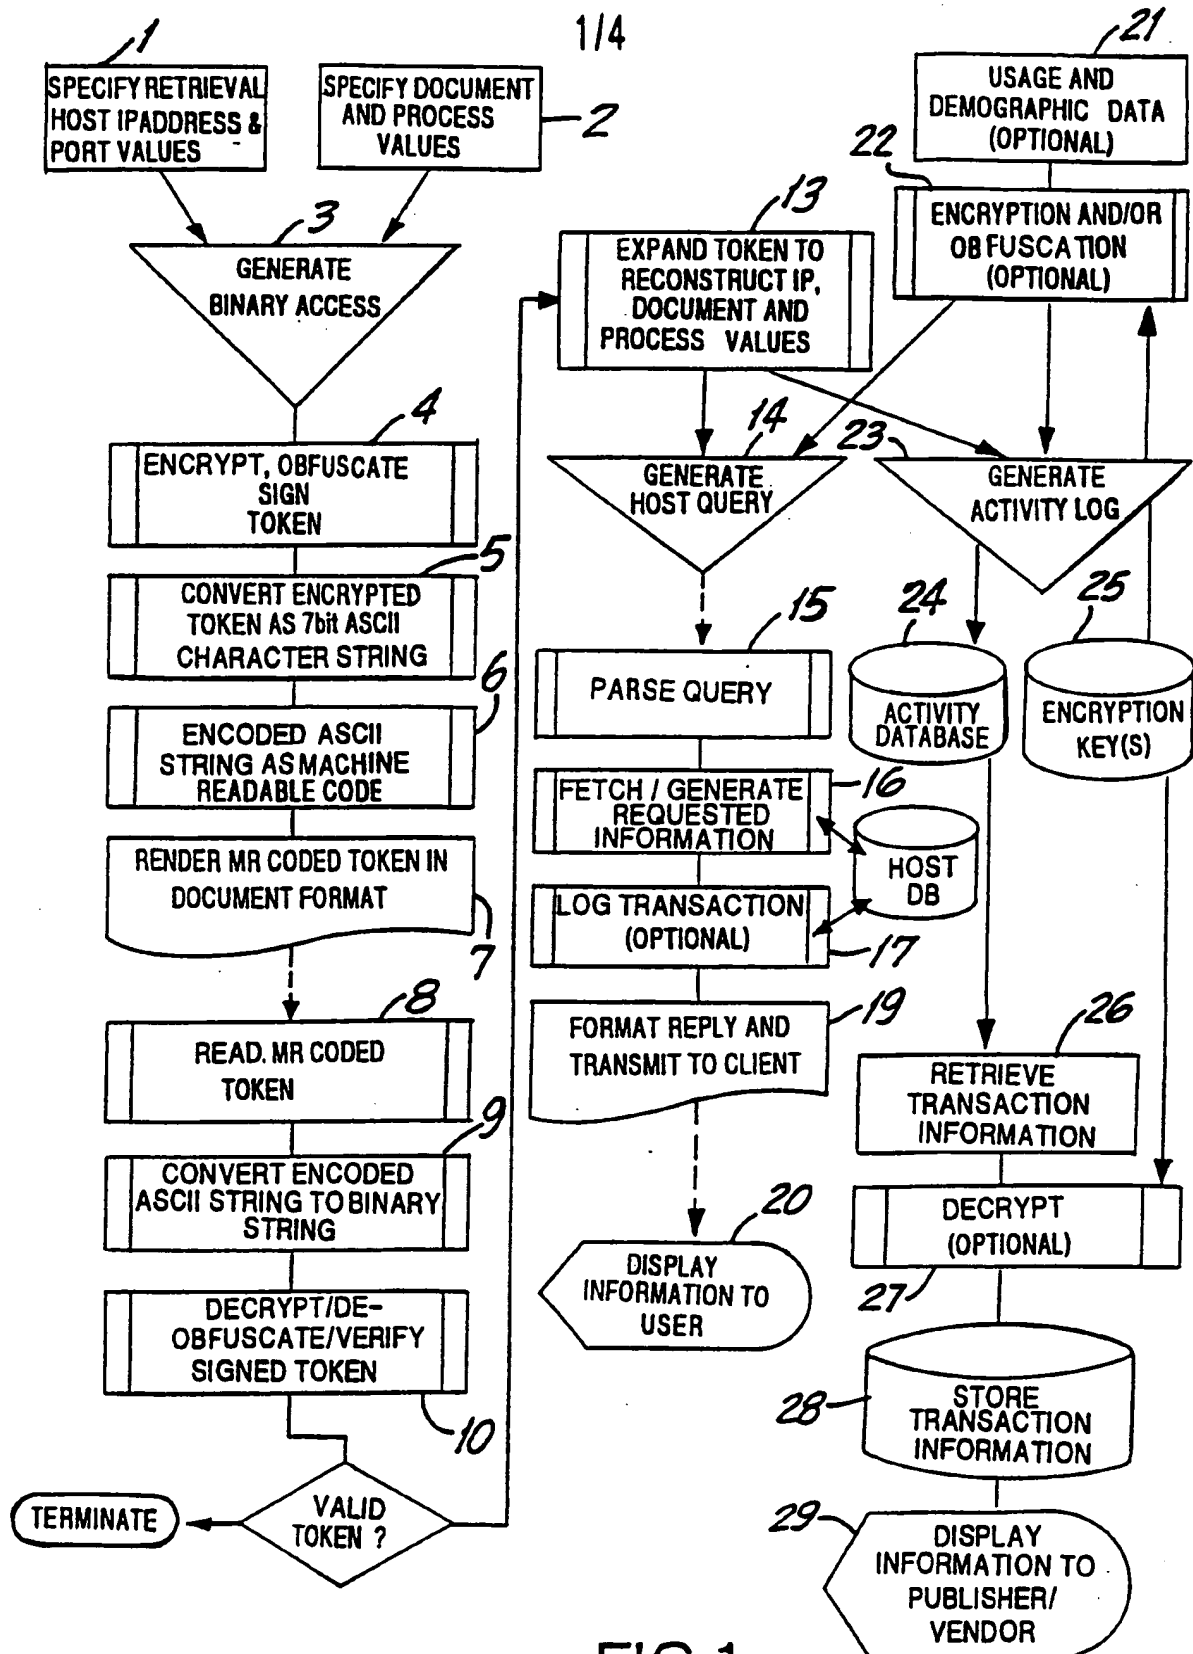 1/4
1
SPECIFY RETRIEVAL
HOST IPADDRESS &
PORT VALUES
SPECIFY DOCUMENT
AND PROCESS
VALUES
2
3
GENERATE
BINARY ACCESS
4
ENCRYPT, OBFUSCATE
SIGN
TOKEN
5
CONVERT ENCRYPTED
TOKEN AS 7bit ASCII
CHARACTER STRING
6
ENCODED ASCII
STRING AS MACHINE
READABLE CODE
RENDER MR CODED TOKEN IN
DOCUMENT FORMAT
7
8
READ. MR CODED
TOKEN
9
CONVERT ENCODED
ASCII STRING TO BINARY
STRING
DECRYPT/DE-
OBFUSCATE/VERIFY
SIGNED TOKEN
10
VALID
TOKEN ?
TERMINATE
13
EXPAND TOKEN TO
RECONSTRUCT IP,
DOCUMENT AND
PROCESS VALUES
14
GENERATE
HOST QUERY
15
PARSE QUERY
16
FETCH / GENERATE
REQUESTED
INFORMATION
HOST
DB
LOG TRANSACTION
(OPTIONAL)
17
19
FORMAT REPLY AND
TRANSMIT TO CLIENT
20
DISPLAY
INFORMATION TO
USER
21
USAGE AND
DEMOGRAPHIC DATA
(OPTIONAL)
22
ENCRYPTION AND/OR
OBFUSCATION
(OPTIONAL)
23
GENERATE
ACTIVITY LOG
24
ACTIVITY
DATABASE
25
ENCRYPTION
KEY(S)
26
RETRIEVE
TRANSACTION
INFORMATION
DECRYPT
(OPTIONAL)
27
28
STORE
TRANSACTION
INFORMATION
29
DISPLAY
INFORMATION TO
PUBLISHER/
VENDOR
FIG.1